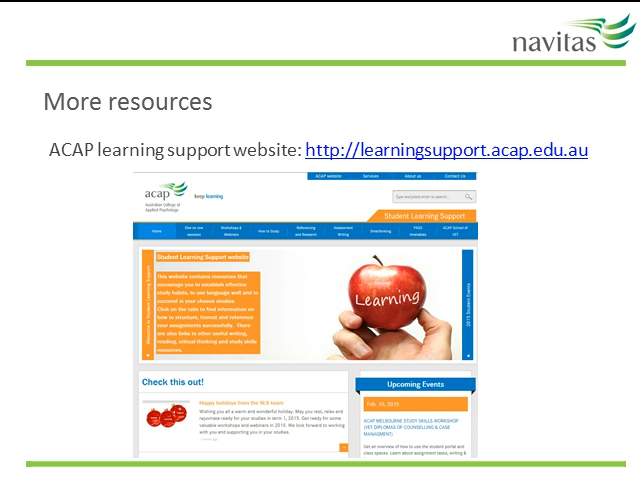 navitas
More resources
ACAP learning support website: http://learningsupport.acap.edu.au
ACAP website Services About us Contact Us
acap
Australian College of
Applied Psychology
keep learning
Type and press enter to search...
Student Learning Support
Home
One on one
sessions
Workshops &
Webinars
How to Study
Referencing
and Research
Assessment
Writing
Smarthinking
PASS
timetables
ACAP School of
VET
Welcome to Student Learning Support
Student Learning Support website
This website contains resources that
encourage you to establish effective
study habits, to use language well and to
succeed in your chosen studies.
Click on the tabs to find information on
how to structure, format and reference
your assignments successfully. There
are also links to other useful writing,
reading, critical thinking and study skills
resources.
Learning
2015 Student Events
Check this out!
Happy holidays from the SLS team
Wishing you all a warm and wonderful holiday. May you rest, relax and
rejuvinate ready for your studies in term 1, 2015. Get ready for some
valuable workshops and webinars in 2015. We look forward to working
with you and supporting you in your studies.
Upcoming Events
Feb. 10, 2015
ACAP MELBOURNE STUDY SKILLS WORKSHOP
(VET DIPLOMAS OF COUNSELLING & CASE
MANAGMENT)
Get an overview of how to use the student portal and
class spaces. Learn about assignment tasks, writing &